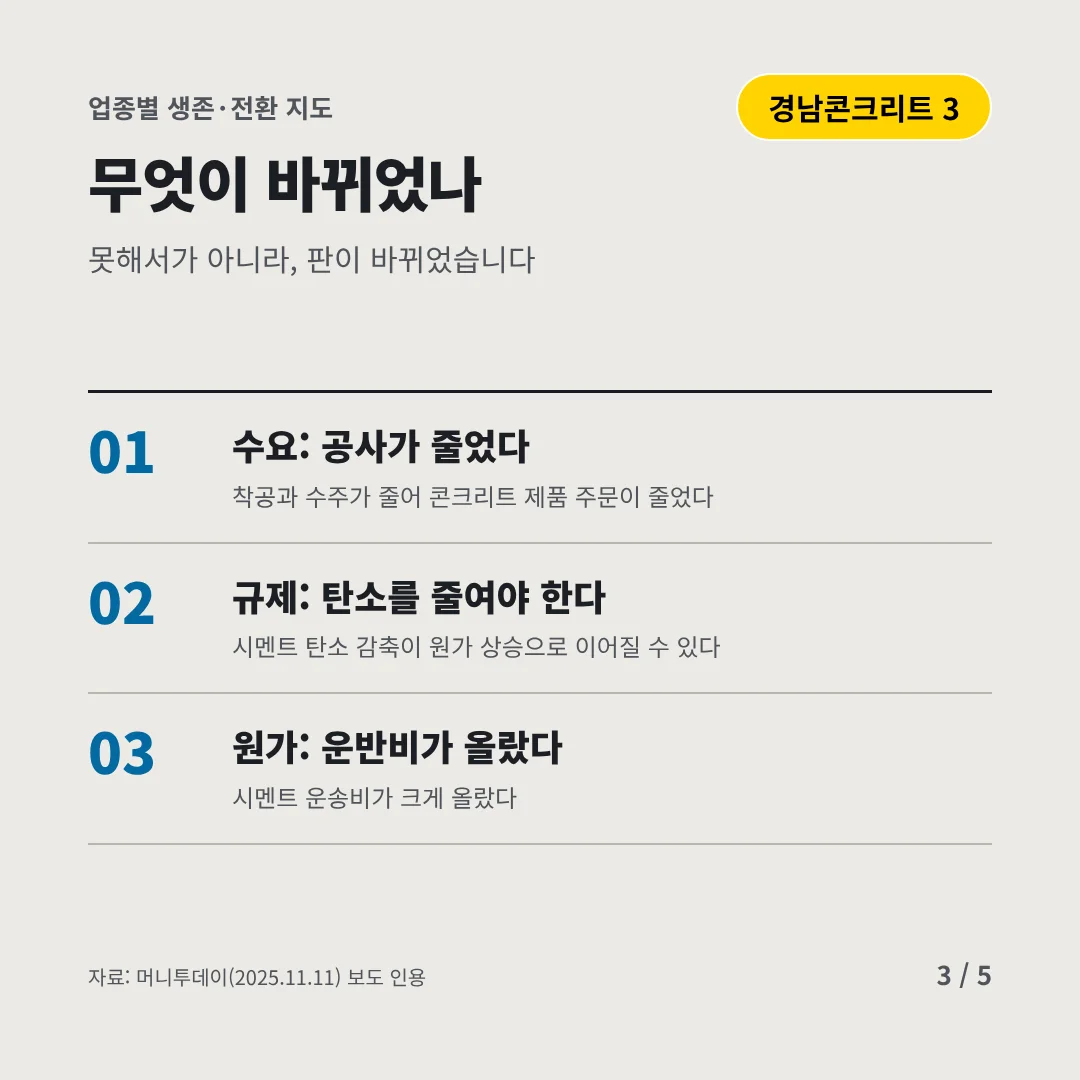 업종별 생존·전환 지도
경남콘크리트 3
무엇이 바뀌었나
못해서가 아니라, 판이 바뀌었습니다
01
수요: 공사가 줄었다
착공과 수주가 줄어 콘크리트 제품 주문이 줄었다
02
규제: 탄소를 줄여야 한다
시멘트 탄소 감축이 원가 상승으로 이어질 수 있다
03
원가: 운반비가 올랐다
시멘트 운송비가 크게 올랐다
자료: 머니투데이(2025.11.11) 보도 인용
3 / 5